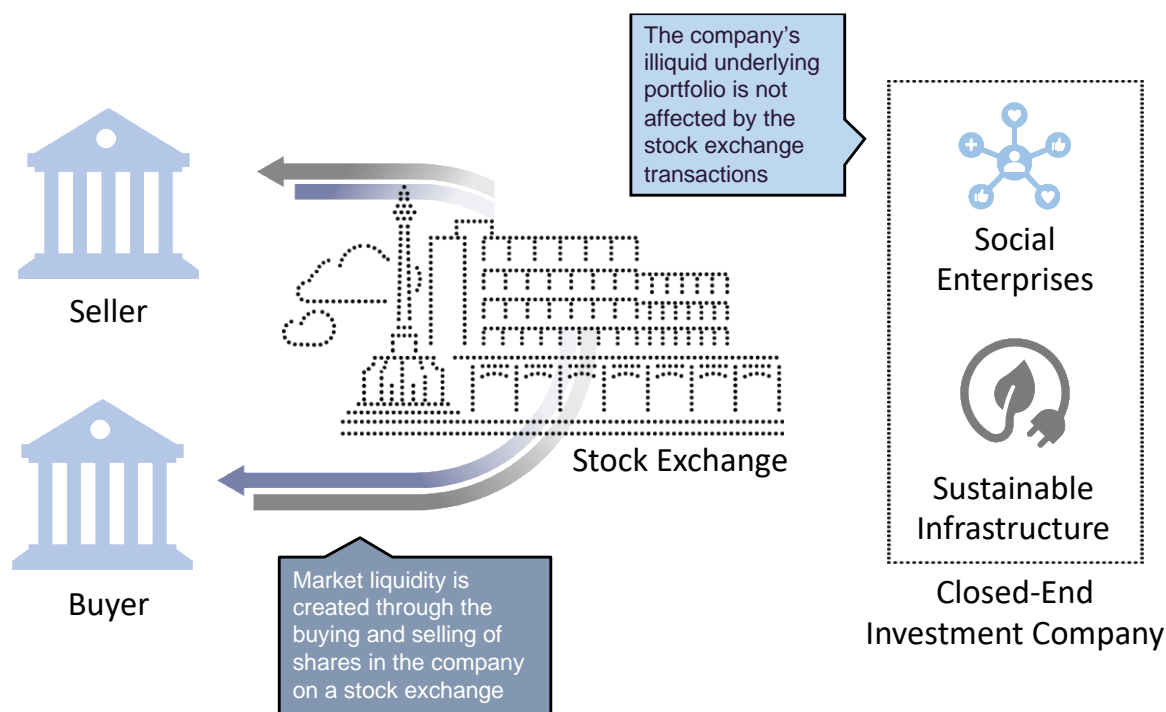 The company's
illiquid underlying
portfolio is not
affected by the
stock exchange
transactions
Seller
Social
Enterprises
Stock Exchange
Sustainable
Infrastructure
Buyer
Market liquidity is
created through the
buying and selling of
shares in the company
on a stock exchange
Closed-End
Investment Company